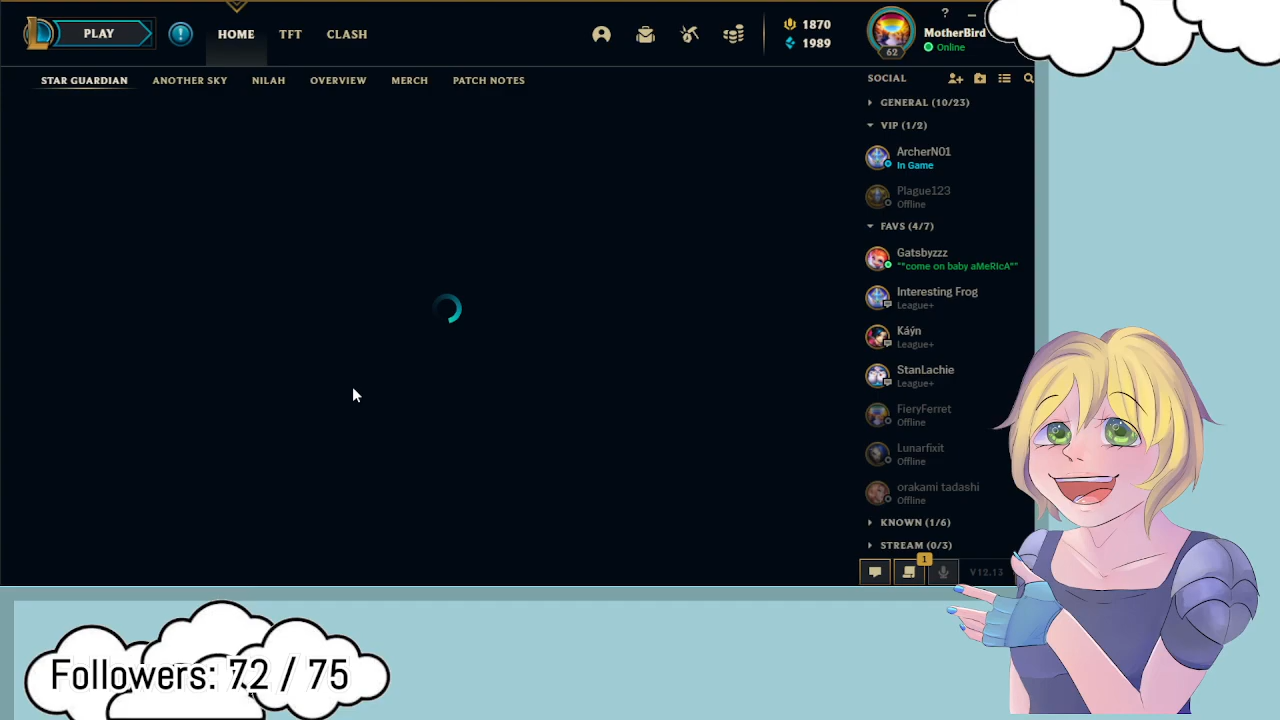 PLAY
HOME
TFT
CLASH
1870
1989
62
?
MotherBird
Online
STAR GUARDIAN
ANOTHER SKY
NILAH
OVERVIEW
MERCH
PATCH NOTES
SOCIAL
GENERAL (10/23)
VIP (1/2)
ArcherN01
In Game
Plague123
Offline
FAVS (4/7)
Gatsbyzzz
"*come on baby aMeRIcA*"
Interesting Frog
League+
Káýn
League+
StanLachie
League+
FieryFerret
Offline
Lunarfixit
Offline
orakami tadashi
Offline
KNOWN (1/6)
STREAM (0/3)
1
V12.13
Followers: 72 / 75